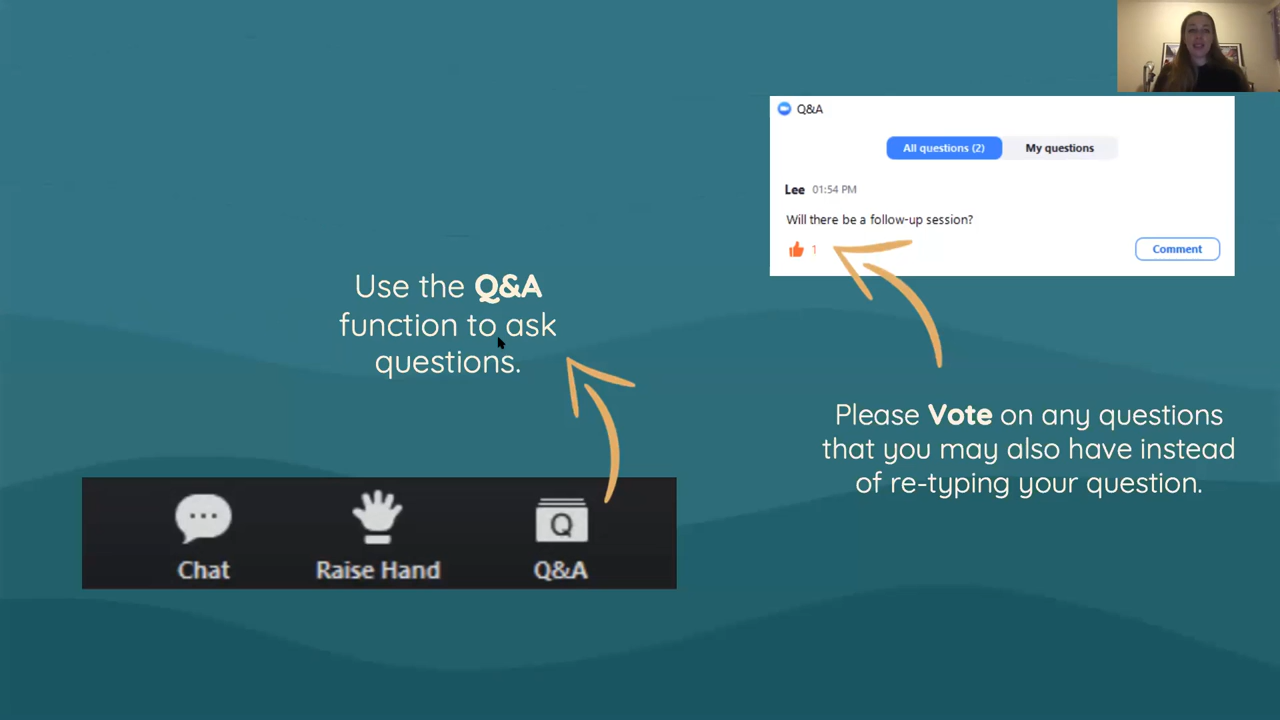 Q&A
All questions (2)
My questions
Lee 01:54 PM
Will there be a follow-up session?
1
Comment
Use the Q&A
function to ask
questions.
Please Vote on any questions
that you may also have instead
of re-typing your question.
Chat
Raise Hand
Q
Q&A